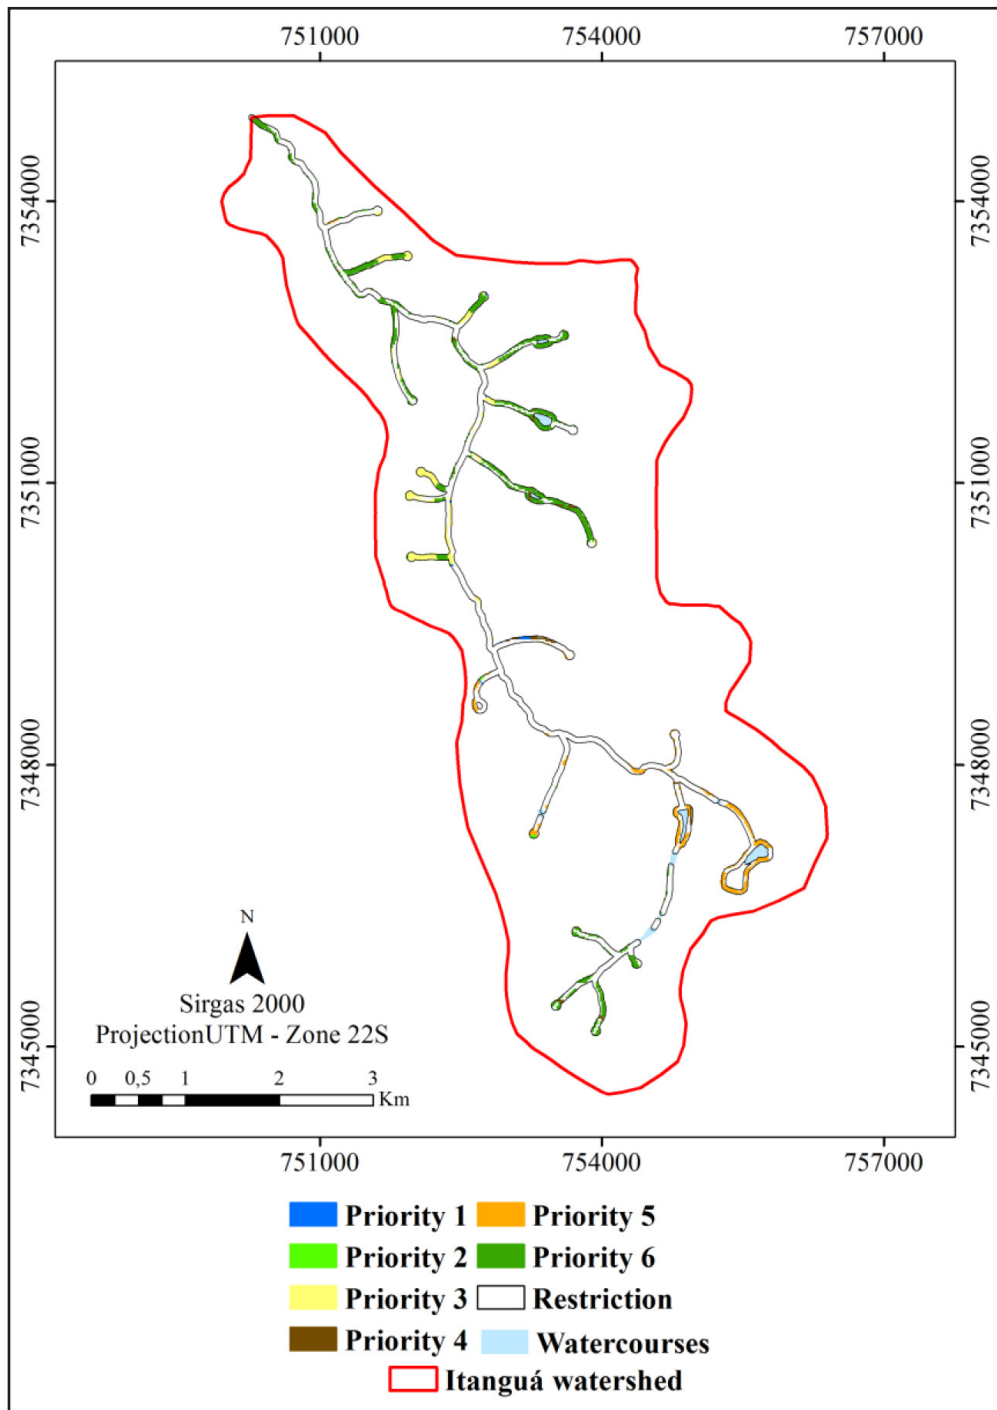 751000 754000 757000
7354000 7354000
7351000 7351000
7348000 7348000
7345000 7345000
N
Sirgas 2000
ProjectionUTM - Zone 22S
0 0,5 1 2 3
Km
751000 754000 757000
Priority 1 Priority 5
Priority 2 Priority 6
Priority 3 Restriction
Priority 4 Watercourses
Itanguá watershed